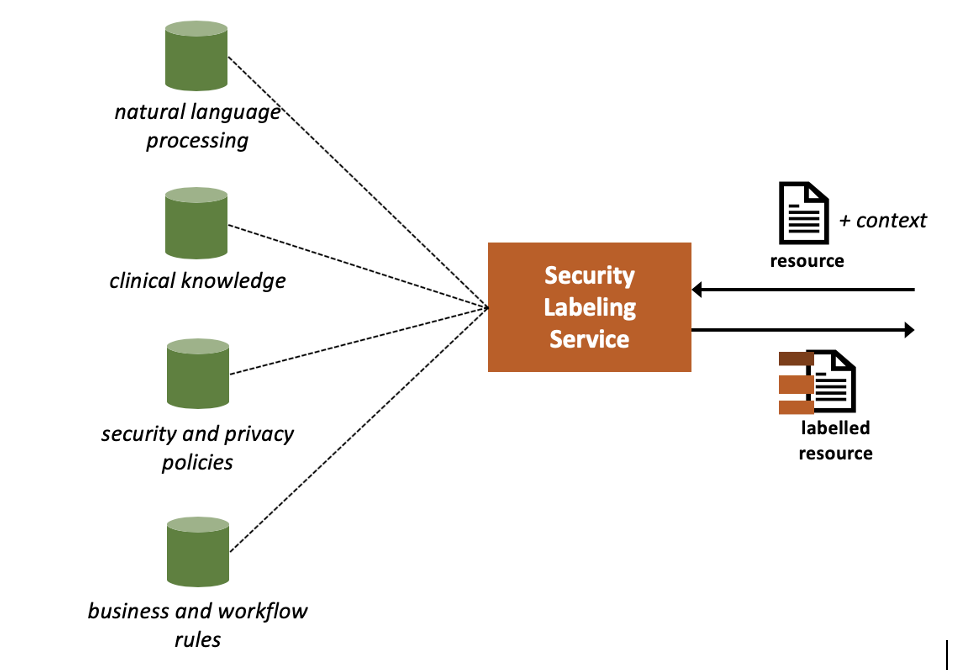 natural language
processing
clinical knowledge
security and privacy
policies
business and workflow
rules
Security
Labeling
Service
+ context
resource
labelled
resource